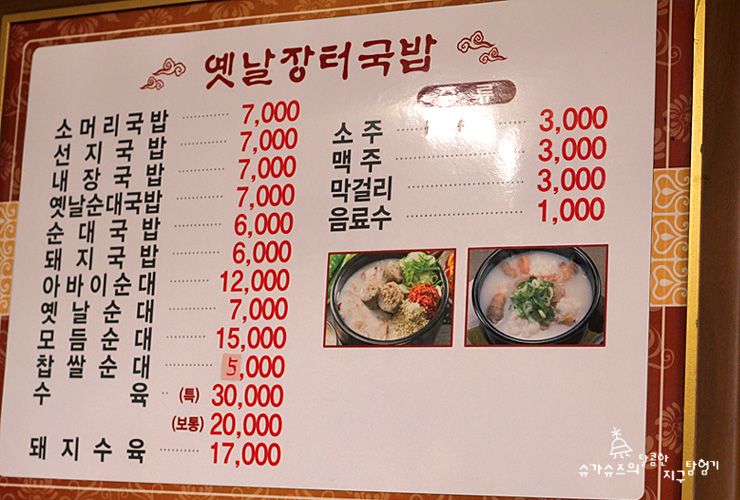 옛날장터국밥
소머리국밥 7,000
선지국밥 7,000
내장국밥 7,000
옛날순대국밥 7,000
순대국밥 6,000
돼지국밥 6,000
아바이순대 12,000
옛날순대 7,000
모듬순대 15,000
찹쌀순대 5,000
수육 (특) 30,000
(보통) 20,000
돼지수육 17,000
주류
소주 3,000
맥주 3,000
막걸리 3,000
음료수 1,000
슈가슈즈의 달콤한 지구탐험기